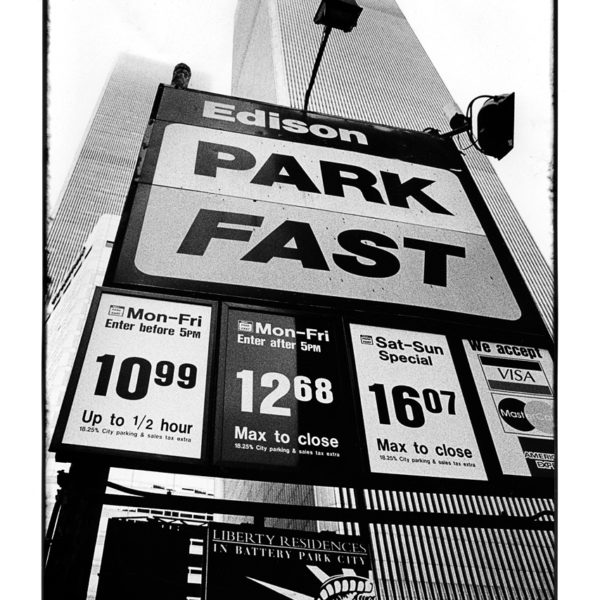 Edison
PARK
FAST
Mon-Fri
Enter before 5PM
10 99
Up to 1/2 hour
18.25% City parking & sales tax extra
Mon-Fri
Enter after 5PM
12 68
Max to close
18.25% City parking & sales tax extra
Sat-Sun
Special
16 07
Max to close
18.25% City parking & sales tax extra
We accept
VISA
MasterC
AMERIC
EXPR
LIBERTY RESIDENCES
IN BATTERY PARK CITY